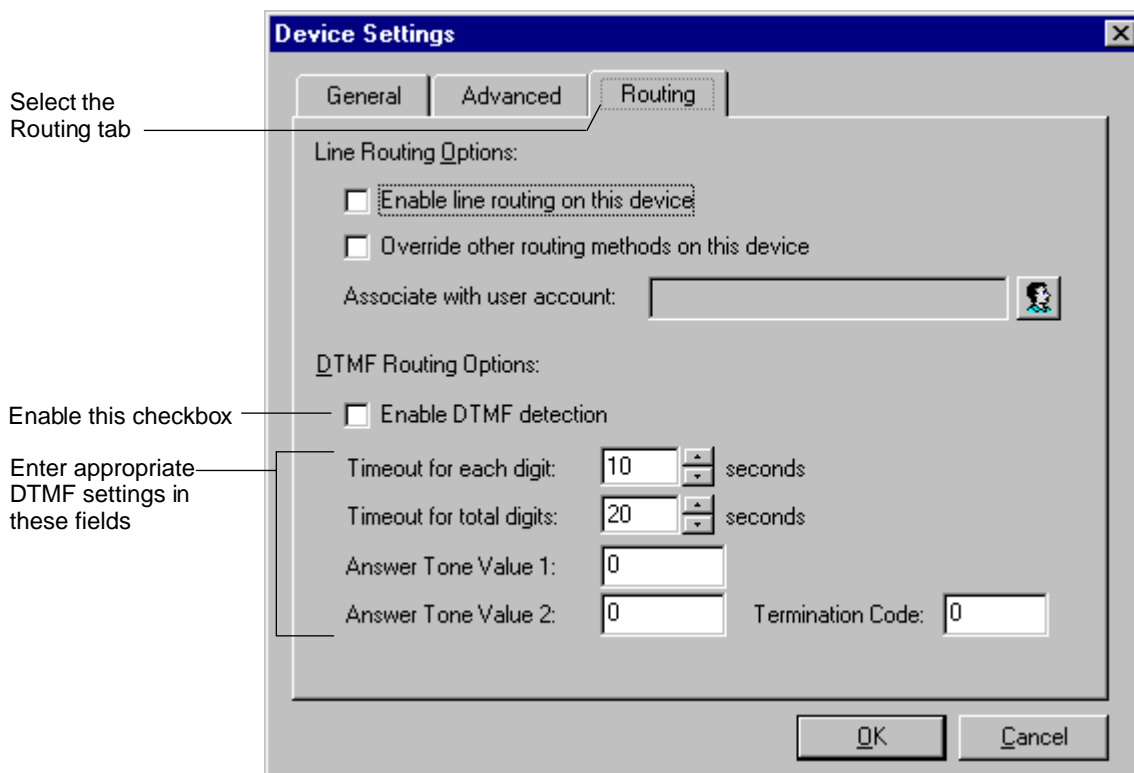 Device Settings
General
Advanced
Routing
Select the
Routing tab
Line Routing Options:
Enable line routing on this device
Override other routing methods on this device
Associate with user account:
DTMF Routing Options:
Enable this checkbox
Enable DTMF detection
Enter appropriate
DTMF settings in
these fields
Timeout for each digit: 10 seconds
Timeout for total digits: 20 seconds
Answer Tone Value 1: 0
Answer Tone Value 2: 0 Termination Code: 0
OK
Cancel